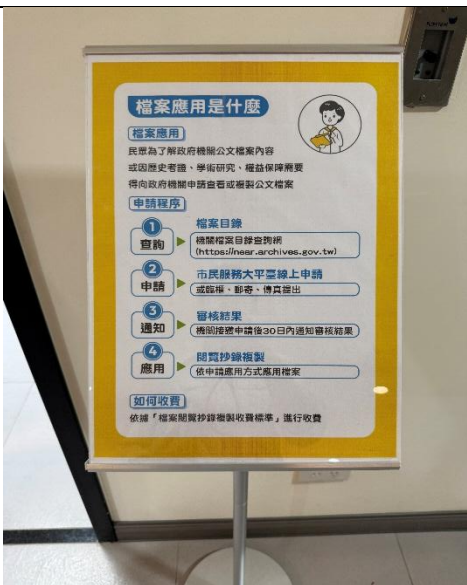 檔案應用是什麼
檔案應用
民眾為了解政府機關公文檔案內容
或因歷史考證、學術研究、權益保障需要
得向政府機關申請查看或複製公文檔案
申請程序
1
查詢
檔案目錄
機關檔案目錄查詢網
(https://near.archives.gov.tw)
2
申請
市民服務大平臺線上申請
或臨櫃、郵寄、傳真提出
3
通知
審核結果
機關接獲申請後30日內通知審核結果
4
應用
閱覽抄錄複製
依申請應用方式應用檔案
如何收費
依據「檔案閱覽抄錄複製收費標準」進行收費